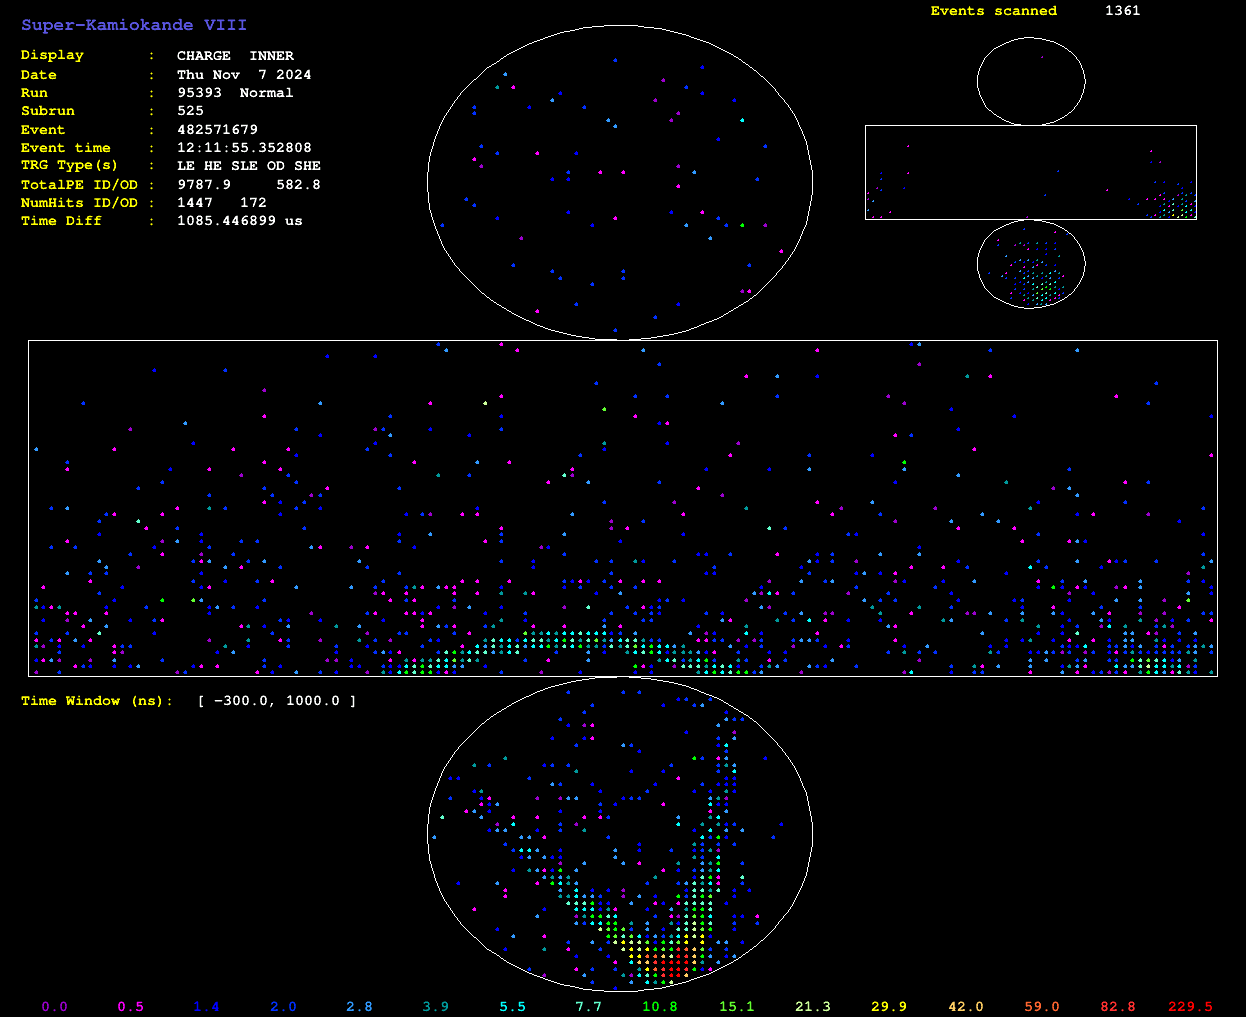 Super-Kamiokande VIII
Events scanned 1361
Display : CHARGE INNER
Date : Thu Nov 7 2024
Run : 95393 Normal
Subrun : 525
Event : 482571679
Event time : 12:11:55.352808
TRG Type(s) : LE HE SLE OD SHE
TotalPE ID/OD : 9787.9 582.8
NumHits ID/OD : 1447 172
Time Diff : 1085.446899 us
Time Window (ns): [ -300.0, 1000.0 ]
0.0 0.5 1.4 2.0 2.8 3.9 5.5 7.7 10.8 15.1 21.3 29.9 42.0 59.0 82.8 229.5